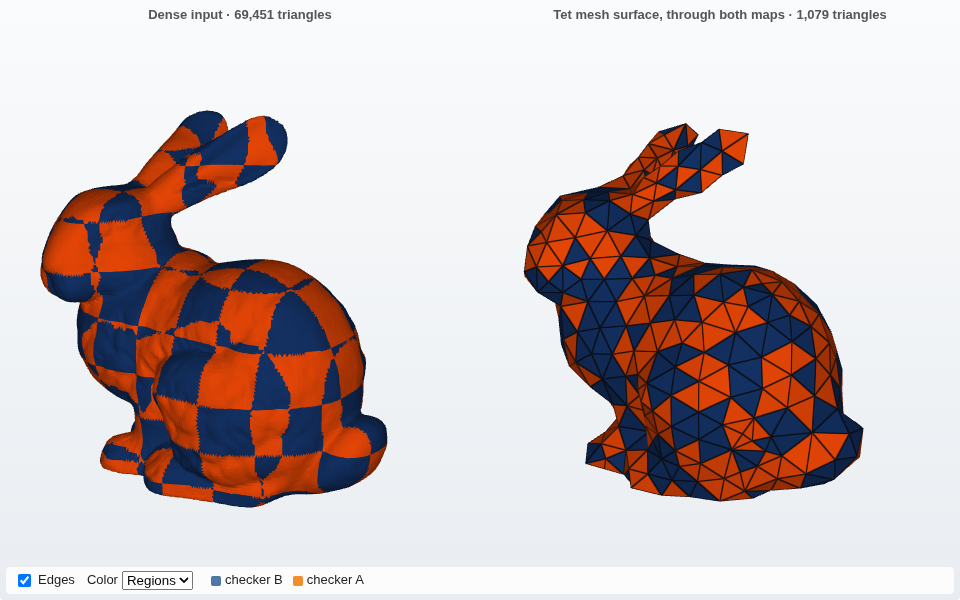 Dense input · 69,451 triangles
Tet mesh surface, through both maps · 1,079 triangles
Edges Color Regions checker B checker A